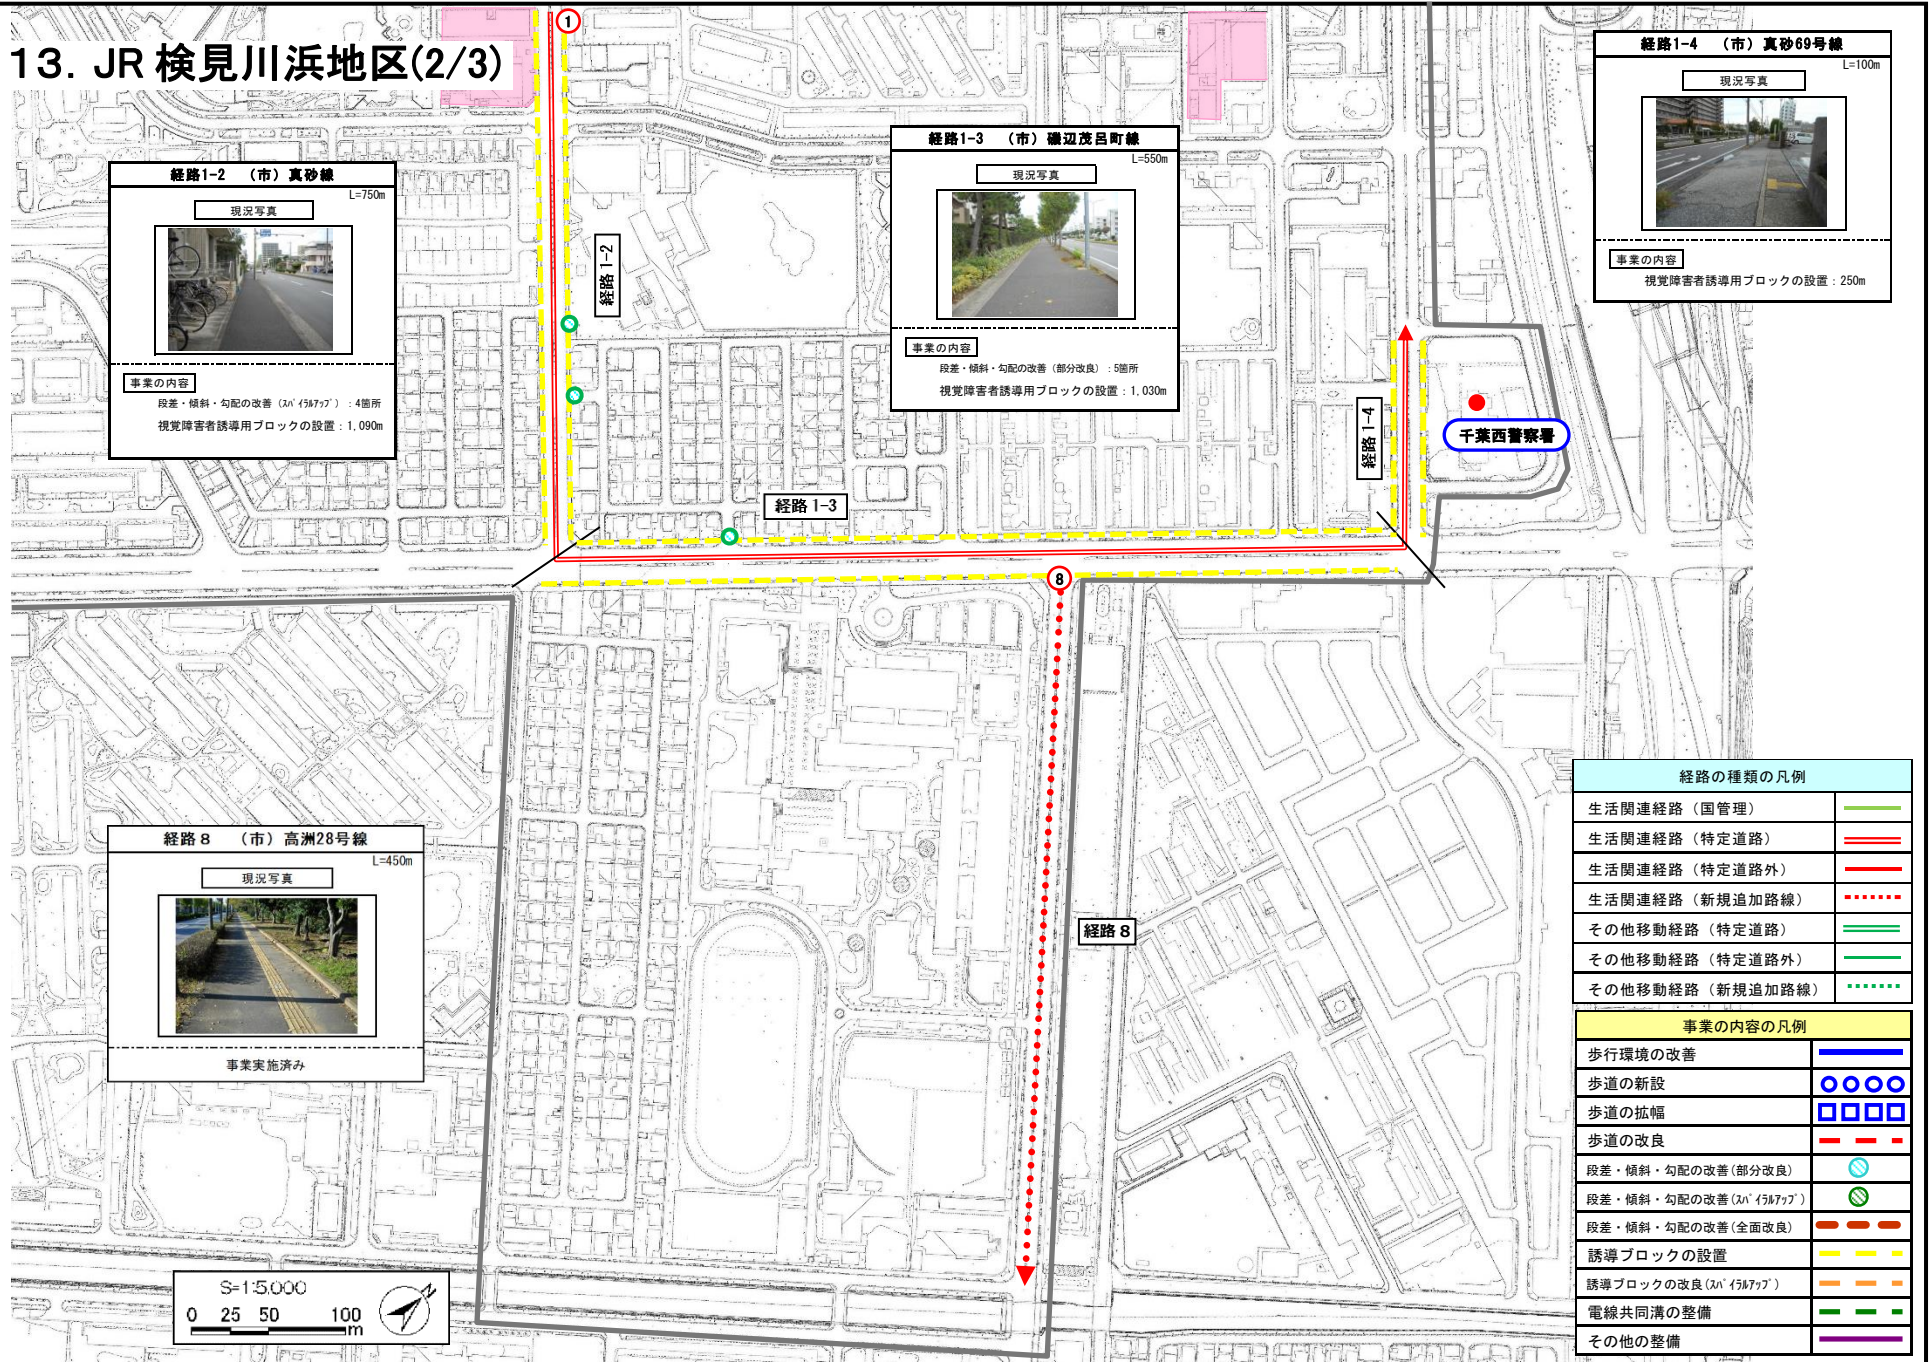 13. JR 検見川浜地区(2/3)
①
経路1-2 （市）真砂線
L=750m
現況写真
事業の内容
段差・傾斜・勾配の改善（ｽﾊﾟｲﾗﾙｱｯﾌﾟ）：4箇所
視覚障害者誘導用ブロックの設置：1,090m
経路 1-2
経路1-3 （市）磯辺茂呂町線
L=550m
現況写真
事業の内容
段差・傾斜・勾配の改善（部分改良）：5箇所
視覚障害者誘導用ブロックの設置：1,030m
経路1-4 （市）真砂69号線
L=100m
現況写真
事業の内容
視覚障害者誘導用ブロックの設置：250m
経路 1-4
千葉西警察署
経路 1-3
⑧
経路８ （市）高洲28号線
L=450m
現況写真
事業実施済み
経路 8
経路の種類の凡例
生活関連経路（国管理）
生活関連経路（特定道路）
生活関連経路（特定道路外）
生活関連経路（新規追加路線）
その他移動経路（特定道路）
その他移動経路（特定道路外）
その他移動経路（新規追加路線）
事業の内容の凡例
歩行環境の改善
歩道の新設
歩道の拡幅
歩道の改良
段差・傾斜・勾配の改善(部分改良)
段差・傾斜・勾配の改善(ｽﾊﾟｲﾗﾙｱｯﾌﾟ)
段差・傾斜・勾配の改善(全面改良)
誘導ブロックの設置
誘導ブロックの改良(ｽﾊﾟｲﾗﾙｱｯﾌﾟ)
電線共同溝の整備
その他の整備
S=1:5,000
0 25 50 100
m
N